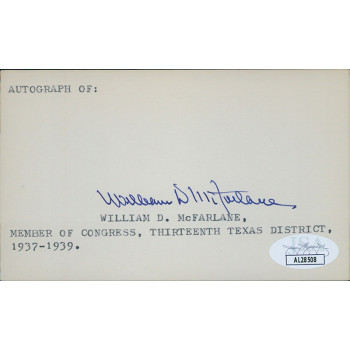 AUTOGRAPH OF:
William D McFarlane
WILLIAM D. McFARLANE,
MEMBER OF CONGRESS, THIRTEENTH TEXAS DISTRICT,
1937-1939.
AL28508